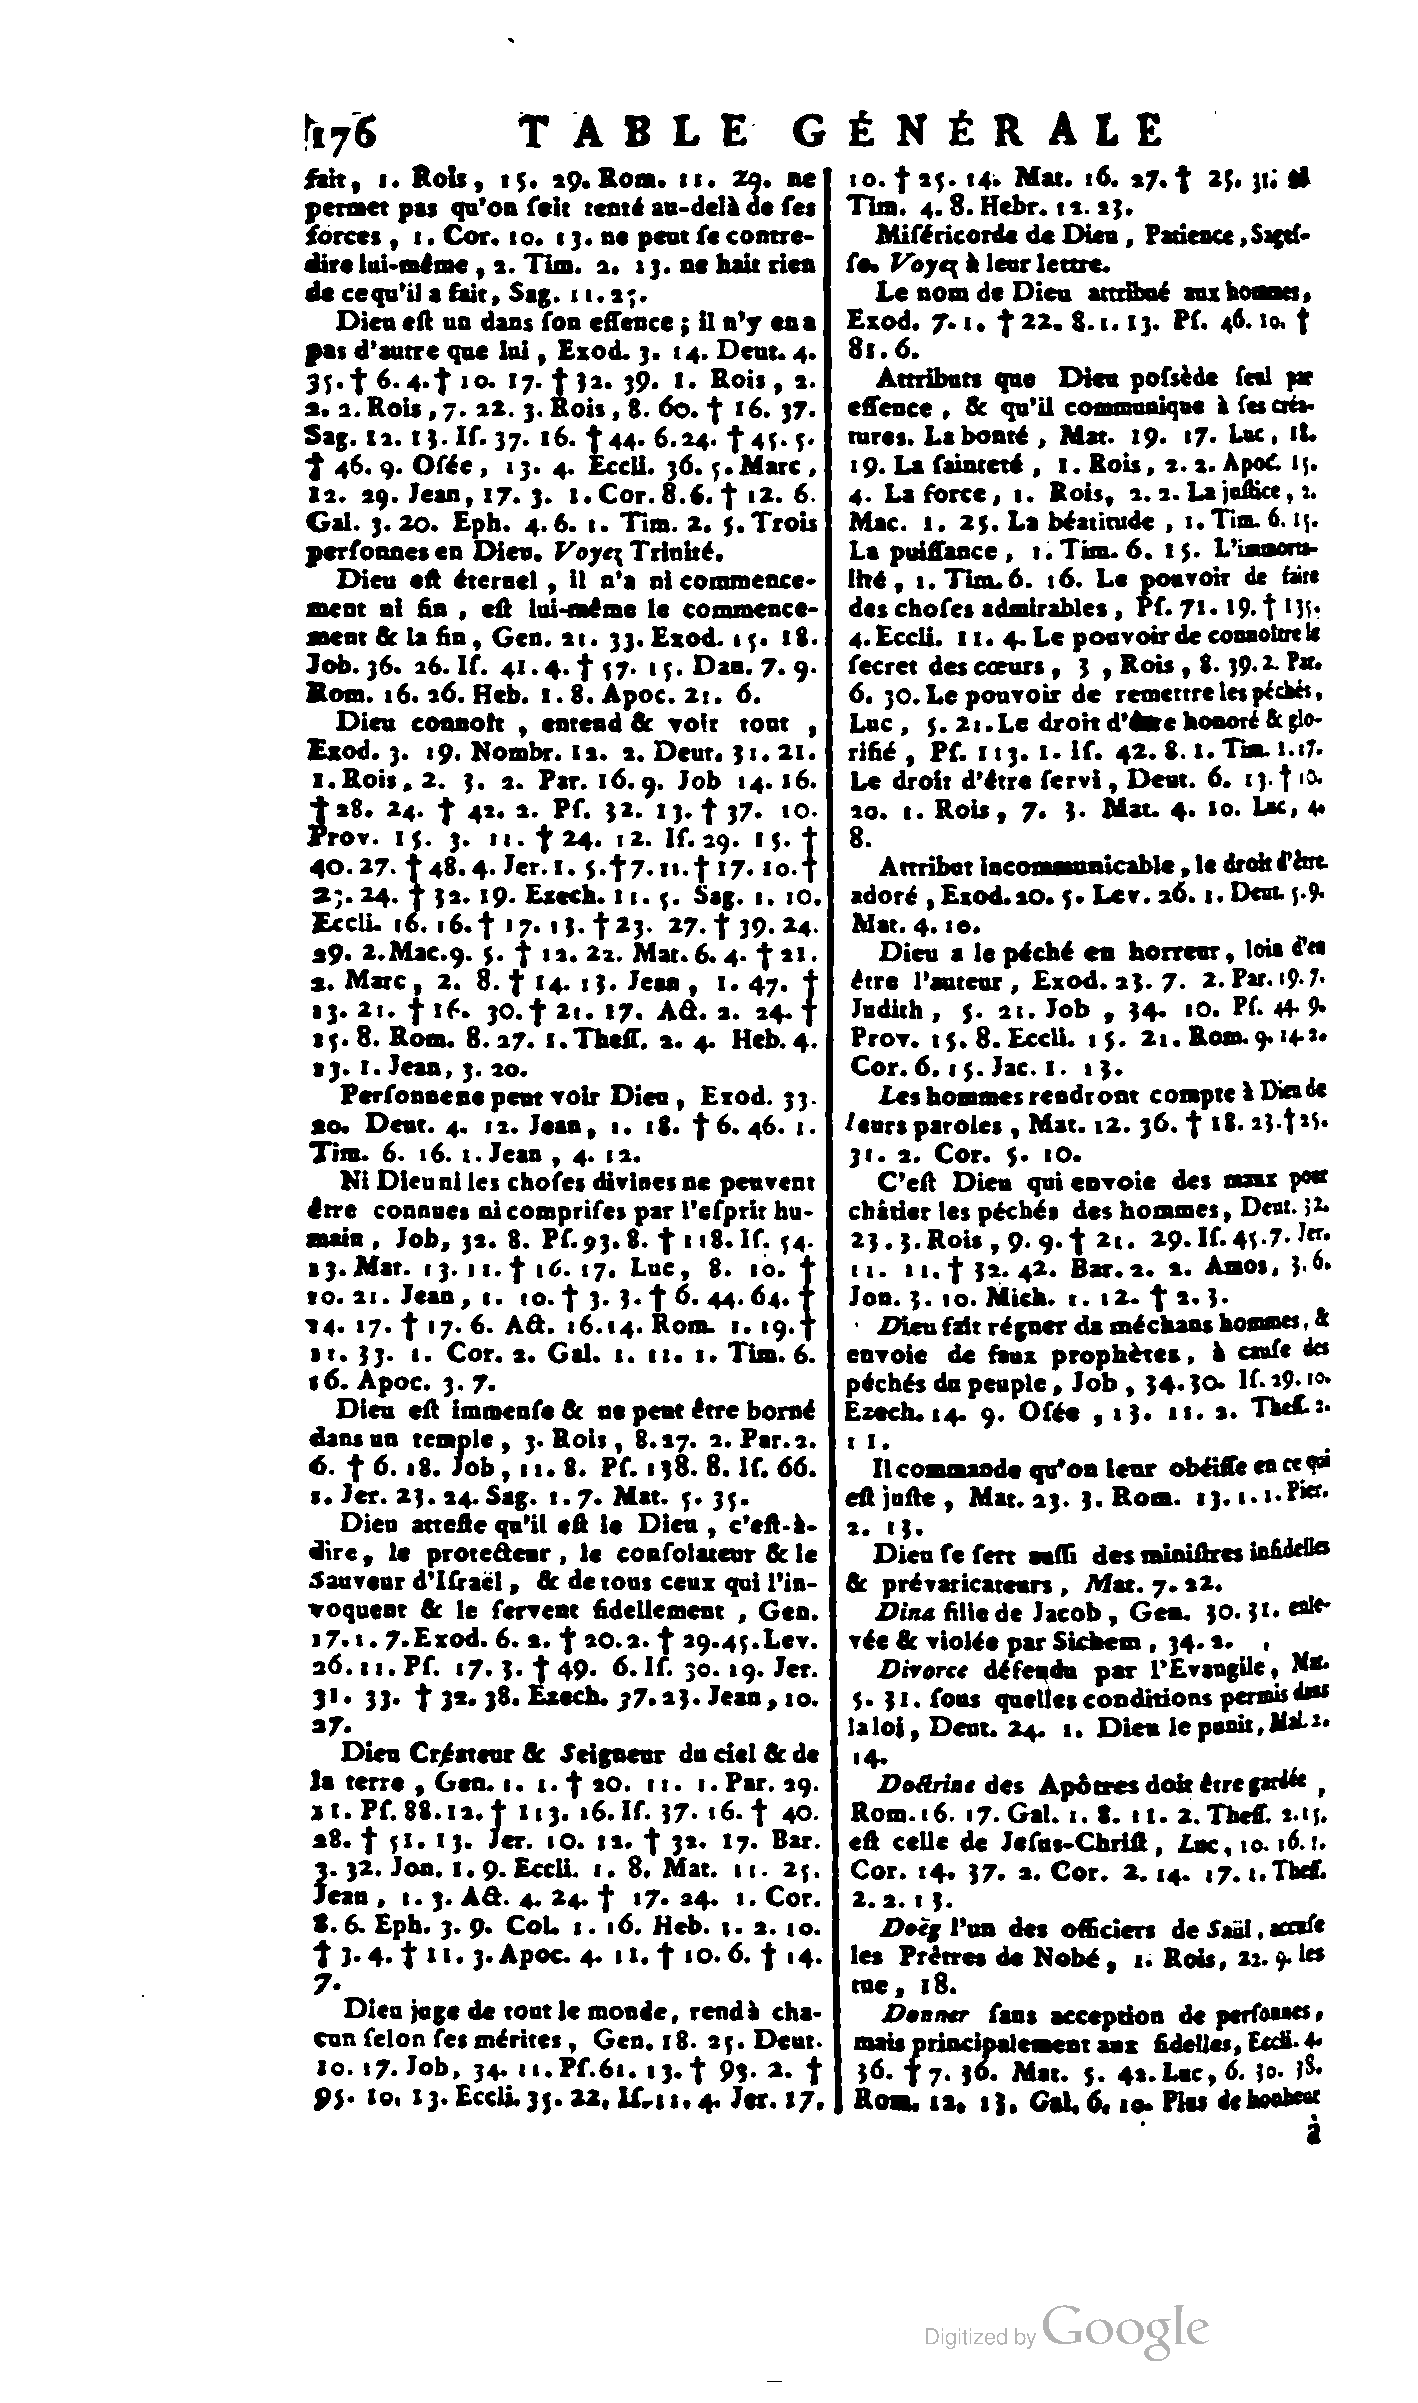 176 TABLE GÉNÉRALE
fait, 1. Rois, 15. 29. Rom. 11. 29. ne
permet pas qu'on ſoit tenté au-delà de ſes
forces, 1. Cor. 10. 13. ne peut ſe contre-
dire lui-même, 2. Tim. 2. 13. ne hait rien
de ce qu'il a fait, Sag. 11. 25.
Dieu eſt un dans ſon eſſence; il n'y en a
pas d'autre que lui, Exod. 3. 14. Deut. 4.
35. † 6. 4. † 10. 17. † 32. 39. 1. Rois, 2.
2. 2. Rois, 7. 22. 3. Rois, 8. 60. † 16. 37.
Sag. 12. 13. Iſ. 37. 16. † 44. 6. 24. † 45. 5.
† 46. 9. Oſée, 13. 4. Eccli. 36. 5. Marc,
12. 29. Jean, 17. 3. 1. Cor. 8. 6. † 12. 6.
Gal. 3. 20. Eph. 4. 6. 1. Tim. 2. 5. Trois
perſonnes en Dieu. Voyez Trinité.
Dieu eſt éternel, il n'a ni commence-
ment ni fin, eſt lui-même le commence-
ment & la fin, Gen. 21. 33. Exod. 15. 18.
Job. 36. 26. Iſ. 41. 4. † 57. 15. Dan. 7. 9.
Rom. 16. 26. Heb. 1. 8. Apoc. 21. 6.
Dieu connoît, entend & voit tout,
Exod. 3. 19. Nombr. 12. 2. Deut. 31. 21.
1. Rois, 2. 3. 2. Par. 16. 9. Job 14. 16.
† 28. 24. † 42. 2. Pſ. 32. 13. † 37. 10.
Prov. 15. 3. 11. † 24. 12. Iſ. 29. 15. †
40. 27. † 48. 4. Jer. 1. 5. † 7. 11. † 17. 10. †
23. 24. † 32. 19. Ezech. 11. 5. Sag. 1. 10.
Eccli. 16. 16. † 17. 13. † 23. 27. † 39. 24.
29. 2. Mac. 9. 5. † 12. 22. Mat. 6. 4. † 21.
2. Marc, 2. 8. † 14. 13. Jean, 1. 47. †
13. 21. † 16. 30. † 21. 17. Act. 2. 24. †
15. 8. Rom. 8. 27. 1. Theſſ. 2. 4. Heb. 4.
13. 1. Jean, 3. 20.
Perſonne ne peut voir Dieu, Exod. 33.
20. Deut. 4. 12. Jean, 1. 18. † 6. 46. 1.
Tim. 6. 16. 1. Jean, 4. 12.
Ni Dieu ni les choſes divines ne peuvent
être connues ni compriſes par l'eſprit hu-
main, Job, 32. 8. Pſ. 93. 8. † 118. Iſ. 54.
13. Mat. 13. 11. † 16. 17. Luc, 8. 10. †
10. 21. Jean, 1. 10. † 3. 3. † 6. 44. 64. †
14. 17. † 17. 6. Act. 16. 14. Rom. 1. 19. †
11. 33. 1. Cor. 2. Gal. 1. 11. 1. Tim. 6.
16. Apoc. 3. 7.
Dieu eſt immenſe & ne peut être borné
dans un temple, 3. Rois, 8. 27. 2. Par. 2.
6. † 6. 18. Job, 11. 8. Pſ. 138. 8. Iſ. 66.
1. Jer. 23. 24. Sag. 1. 7. Mat. 5. 35.
Dieu atteſte qu'il eſt le Dieu, c'eſt-à-
dire, le protecteur, le conſolateur & le
Sauveur d'Iſraël, & de tous ceux qui l'in-
voquent & le ſervent fidellement, Gen.
17. 1. 7. Exod. 6. 2. † 20. 2. † 29. 45. Lev.
26. 11. Pſ. 17. 3. † 49. 6. Iſ. 30. 19. Jer.
31. 33. † 32. 38. Ezech. 37. 23. Jean, 10.
27.
Dieu Créateur & Seigneur du ciel & de
la terre, Gen. 1. 1. † 20. 11. 1. Par. 29.
11. Pſ. 88. 12. † 113. 16. Iſ. 37. 16. † 40.
28. † 51. 13. Jer. 10. 12. † 32. 17. Bar.
3. 32. Jon. 1. 9. Eccli. 1. 8. Mat. 11. 25.
Jean, 1. 3. Act. 4. 24. † 17. 24. 1. Cor.
8. 6. Eph. 3. 9. Col. 1. 16. Heb. 1. 2. 10.
† 3. 4. † 11. 3. Apoc. 4. 11. † 10. 6. † 14.
7.
Dieu juge de tout le monde, rend à cha-
cun ſelon ſes mérites, Gen. 18. 25. Deut.
10. 17. Job, 34. 11. Pſ. 61. 13. † 93. 2. †
95. 10. 13. Eccli. 35. 22. Iſ. 11. 4. Jer. 17.
10. † 25. 14. Mat. 16. 27. † 25. 31.
Tim. 4. 8. Hebr. 12. 23.
Miſéricorde de Dieu, Patience, Sageſ-
ſe. Voyez à leur lettre.
Le nom de Dieu attribué aux hommes,
Exod. 7. 1. † 22. 8. 1. 13. Pſ. 46. 10. †
81. 6.
Attributs que Dieu poſsède ſeul par
eſſence, & qu'il communique à ſes créa-
tures. La bonté, Mat. 19. 17. Luc, 18.
19. La ſainteté, 1. Rois, 2. 2. Apoc. 15.
4. La force, 1. Rois, 2. 2. La juſtice, 2.
Mac. 1. 25. La béatitude, 1. Tim. 6. 15.
La puiſſance, 1. Tim. 6. 15. L'immorta-
lité, 1. Tim. 6. 16. Le pouvoir de faire
des choſes admirables, Pſ. 71. 19. † 135.
4. Eccli. 11. 4. Le pouvoir de connoître le
ſecret des cœurs, 3, Rois, 8. 39. 2. Par.
6. 30. Le pouvoir de remettre les péchés,
Luc, 5. 21. Le droit d'être honoré & glo-
rifié, Pſ. 113. 1. Iſ. 42. 8. 1. Tim. 1. 17.
Le droit d'être ſervi, Deut. 6. 13. † 10.
20. 1. Rois, 7. 3. Mat. 4. 10. Luc, 4.
8.
Attribut incommunicable, le droit d'être
adoré, Exod. 20. 5. Lev. 26. 1. Deut. 5. 9.
Mat. 4. 10.
Dieu a le péché en horreur, loin d'en
être l'auteur, Exod. 23. 7. 2. Par. 19. 7.
Judith, 5. 21. Job, 34. 10. Pſ. 44. 9.
Prov. 15. 8. Eccli. 15. 21. Rom. 9. 14. 2.
Cor. 6. 15. Jac. 1. 13.
Les hommes rendront compte à Dieu de
leurs paroles, Mat. 12. 36. † 18. 23. † 25.
31. 2. Cor. 5. 10.
C'eſt Dieu qui envoie des maux pour
châtier les péchés des hommes, Deut. 32.
23. 3. Rois, 9. 9. † 21. 29. Iſ. 45. 7. Jer.
11. 11. † 32. 42. Bar. 2. 2. Amos, 3. 6.
Jon. 3. 10. Mich. 1. 12. † 2. 3.
Dieu fait régner da méchans hommes, &
envoie de faux prophètes, à cauſe des
péchés du peuple, Job, 34. 30. Iſ. 29. 10.
Ezech. 14. 9. Oſée, 13. 11. 2. Theſ. 2.
11.
Il commande qu'on leur obéiſſe en ce qui
eſt juſte, Mat. 23. 3. Rom. 13. 1. 1. Pier.
2. 13.
Dieu ſe ſert auſſi des miniſtres infidelles
& prévaricateurs, Mat. 7. 22.
Dina fille de Jacob, Gen. 30. 31. enle-
vée & violée par Sichem, 34. 2.
Divorce défendu par l'Evangile, Mat.
5. 31. ſous quelles conditions permis dans
la loi, Deut. 24. 1. Dieu le punit, Mal. 2.
14.
Doctrine des Apôtres doit être gardée,
Rom. 16. 17. Gal. 1. 8. 11. 2. Theſſ. 2. 15.
eſt celle de Jeſus-Chriſt, Luc, 10. 16. 1.
Cor. 14. 37. 2. Cor. 2. 14. 17. 1. Theſ.
2. 2. 13.
Doëg l'un des officiers de Saül, accuſe
les Prêtres de Nobé, 1. Rois, 22. 9. les
tue, 18.
Donner ſans acception de perſonnes,
mais principalement aux fidelles, Eccli. 4.
36. † 7. 36. Mat. 5. 42. Luc, 6. 30. 38.
Rom. 12. 13. Gal. 6. 10. Plus de bonheur
à
Digitized by Google